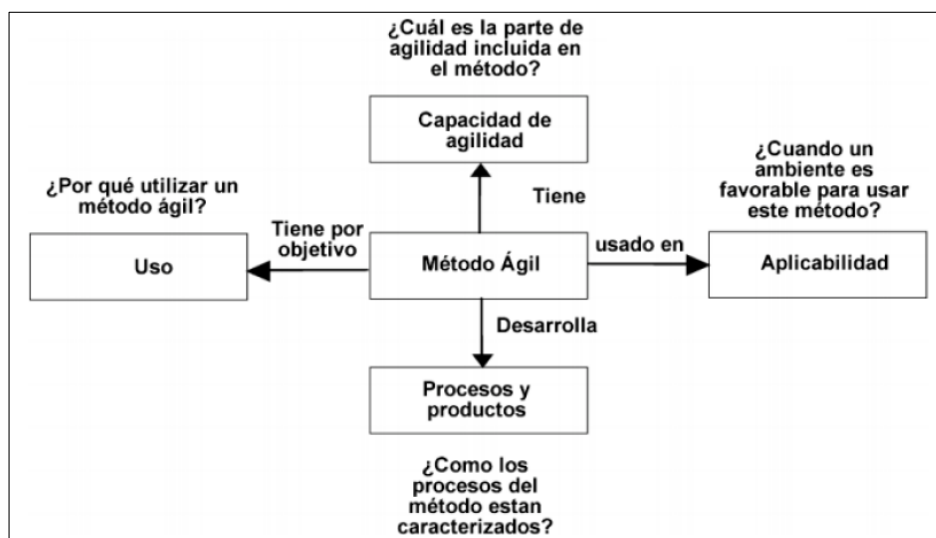 ¿Cuál es la parte de
agilidad incluida en
el método?
Capacidad de
agilidad
¿Cuando un
ambiente es
favorable para usar
este método?
¿Por qué utilizar un
método ágil?
Tiene
Tiene por
objetivo
usado en
Uso
Método Ágil
Aplicabilidad
Desarrolla
Procesos y
productos
¿Como los
procesos del
método estan
caracterizados?